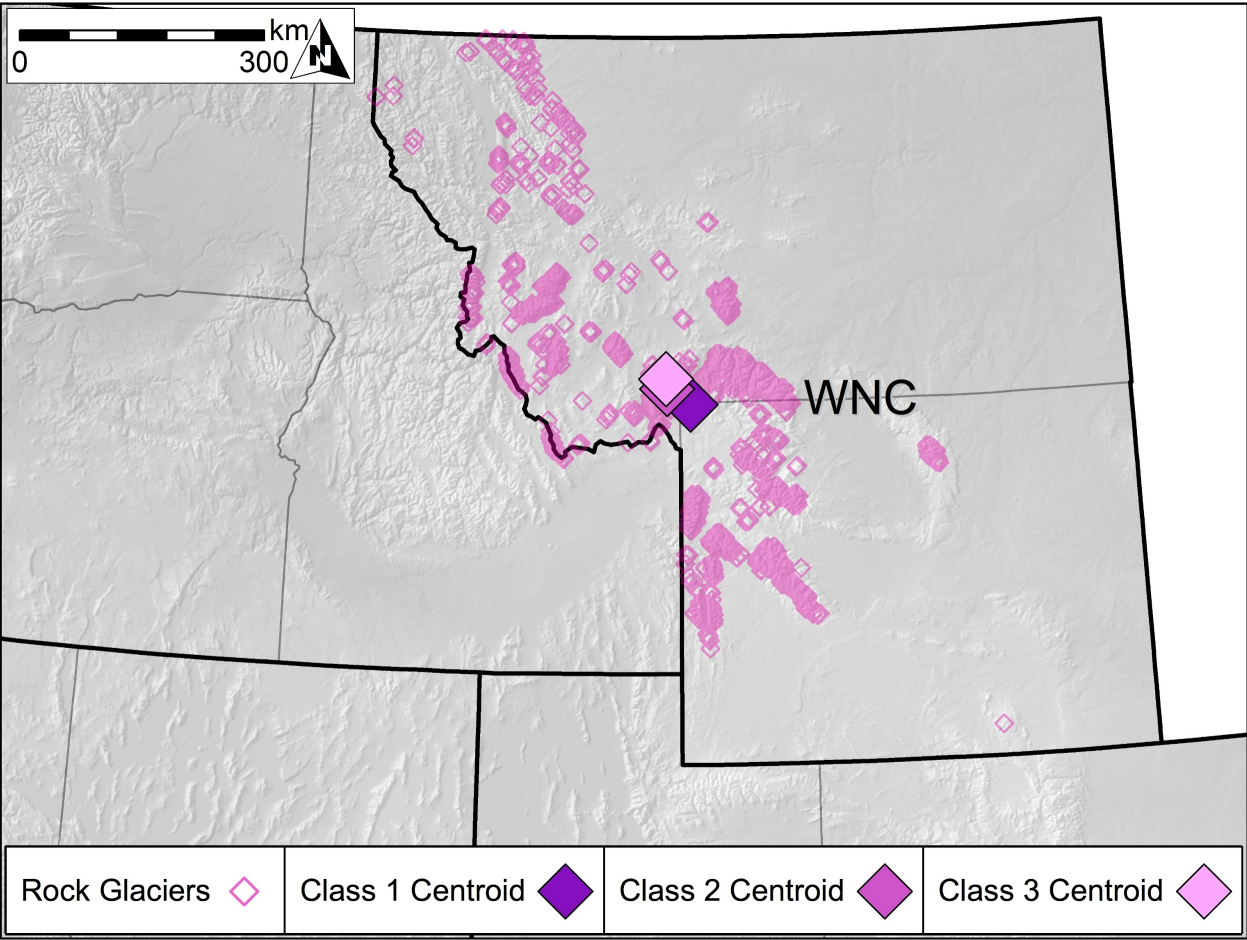 km
0 300
N
WNC
Rock Glaciers
Class 1 Centroid
Class 2 Centroid
Class 3 Centroid